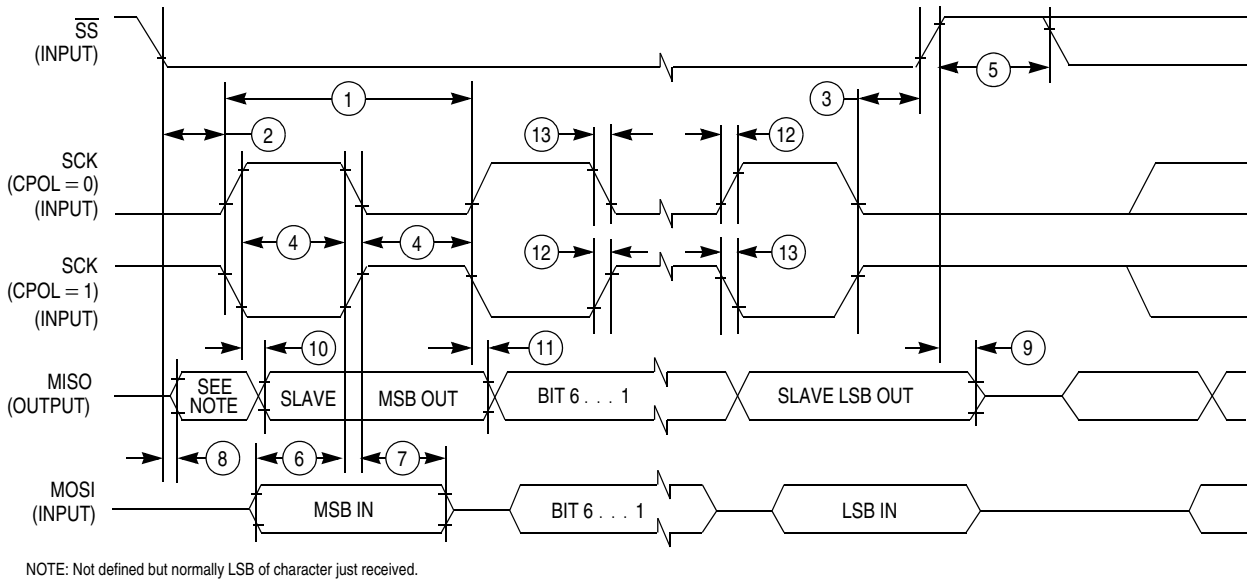 SS
(INPUT)
5
1
3
2
13
12
SCK
(CPOL = 0)
(INPUT)
4
4
SCK
(CPOL = 1)
(INPUT)
12
13
10
11
9
MISO
(OUTPUT)
SEE
NOTE
SLAVE
MSB OUT
BIT 6 . . . 1
SLAVE LSB OUT
8
6
7
MOSI
(INPUT)
MSB IN
BIT 6 . . . 1
LSB IN
NOTE: Not defined but normally LSB of character just received.